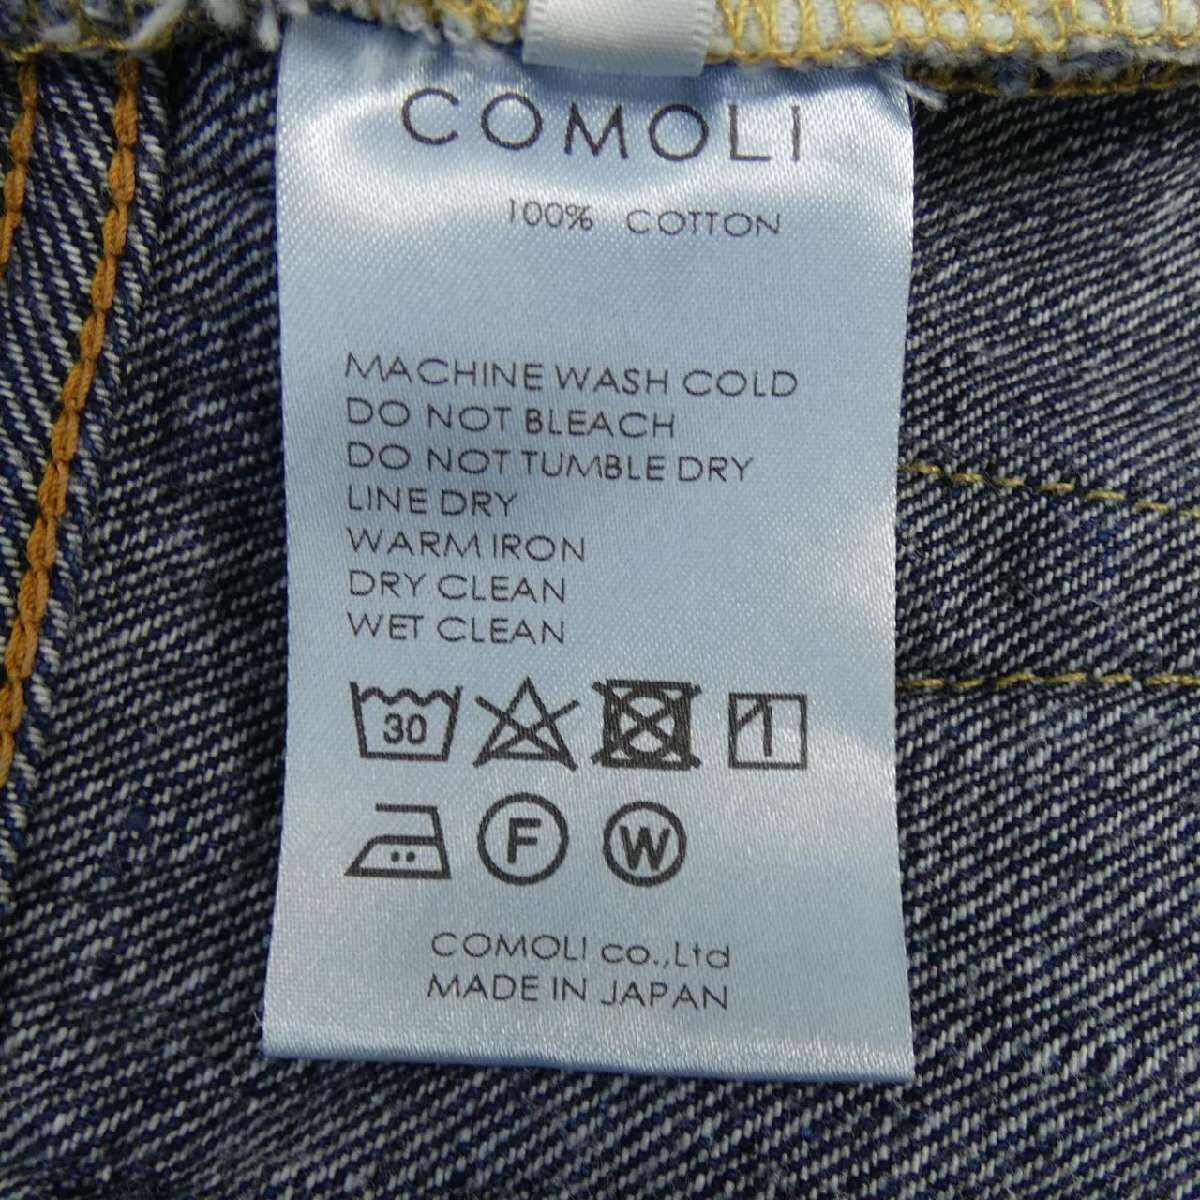 COMOLI
100% COTTON
MACHINE WASH COLD
DO NOT BLEACH
DO NOT TUMBLE DRY
LINE DRY
WARM IRON
DRY CLEAN
WET CLEAN
30
F W
COMOLI co.,Ltd
MADE IN JAPAN